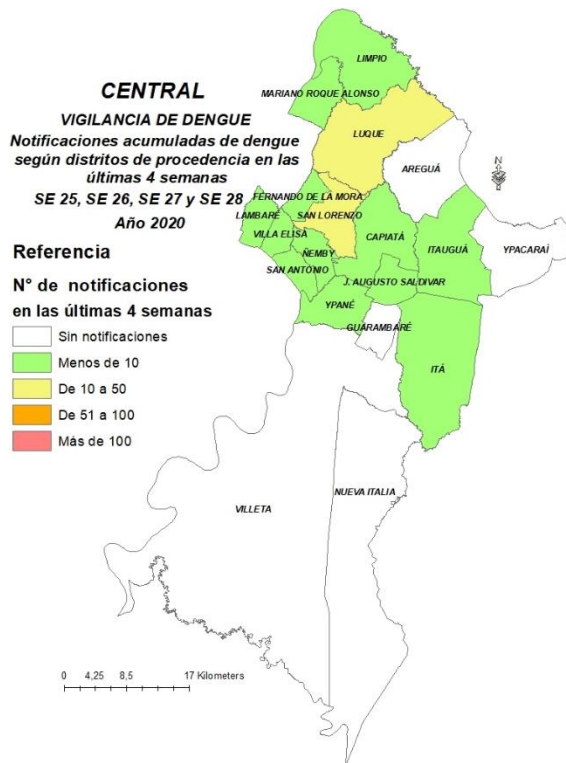 CENTRAL
VIGILANCIA DE DENGUE
Notificaciones acumuladas de dengue
según distritos de procedencia en las
últimas 4 semanas
SE 25, SE 26, SE 27 y SE 28
Año 2020
Referencia
N° de notificaciones
en las últimas 4 semanas
Sin notificaciones
Menos de 10
De 10 a 50
De 51 a 100
Más de 100
LIMPIO
MARIANO ROQUE ALONSO
LUQUE
AREGUÁ
N
FERNANDO DE LA MORA
LAMBARÉ
SAN LORENZO
VILLA ELISA
CAPIATÁ
ITAUGUÁ
YPACARAÍ
ÑEMBY
SAN ANTONIO
J. AUGUSTO SALDIVAR
YPANÉ
GUARAMBARÉ
ITÁ
VILLETA
NUEVA ITALIA
0 4,25 8,5 17 Kilometers